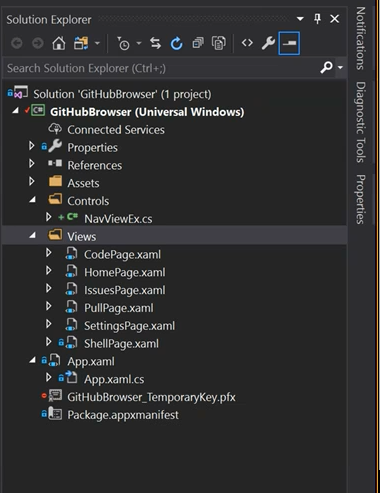 Solution Explorer
Search Solution Explorer (Ctrl+;)
Solution 'GitHubBrowser' (1 project)
GitHubBrowser (Universal Windows)
Connected Services
Properties
References
Assets
Controls
C# NavViewEx.cs
Views
CodePage.xaml
HomePage.xaml
IssuesPage.xaml
PullPage.xaml
SettingsPage.xaml
ShellPage.xaml
App.xaml
App.xaml.cs
GitHubBrowser_TemporaryKey.pfx
Package.appxmanifest
Notifications
Diagnostic Tools
Properties